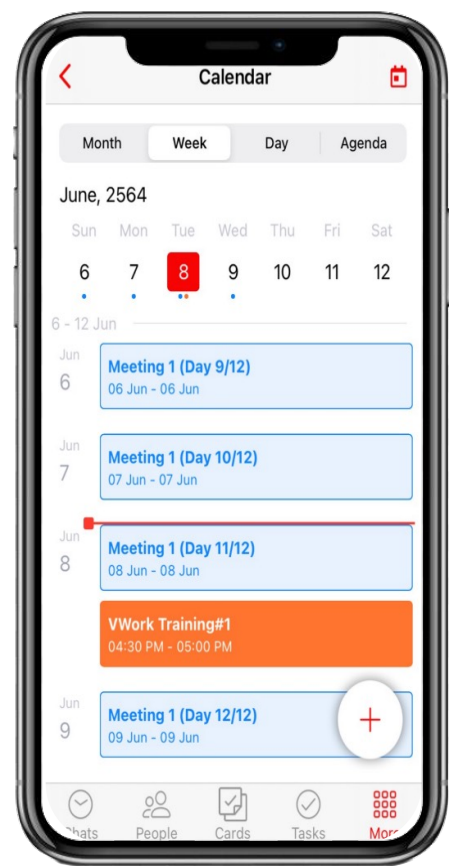 Calendar
Month Week Day Agenda
June, 2564
Sun Mon Tue Wed Thu Fri Sat
6 7 8 9 10 11 12
6 - 12 Jun
Jun
6
Meeting 1 (Day 9/12)
06 Jun - 06 Jun
Jun
7
Meeting 1 (Day 10/12)
07 Jun - 07 Jun
Jun
8
Meeting 1 (Day 11/12)
08 Jun - 08 Jun
VWork Training#1
04:30 PM - 05:00 PM
Jun
9
Meeting 1 (Day 12/12)
09 Jun - 09 Jun
+
Chats People Cards Tasks More